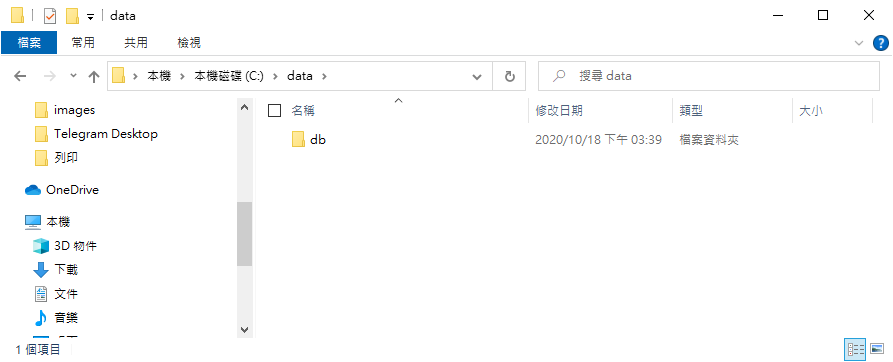 data
檔案 常用 共用 檢視
本機 本機磁碟 (C:) data 搜尋 data
images
Telegram Desktop
列印
OneDrive
本機
3D 物件
下載
文件
音樂
名稱 修改日期 類型 大小
db 2020/10/18 下午 03:39 檔案資料夾
1 個項目